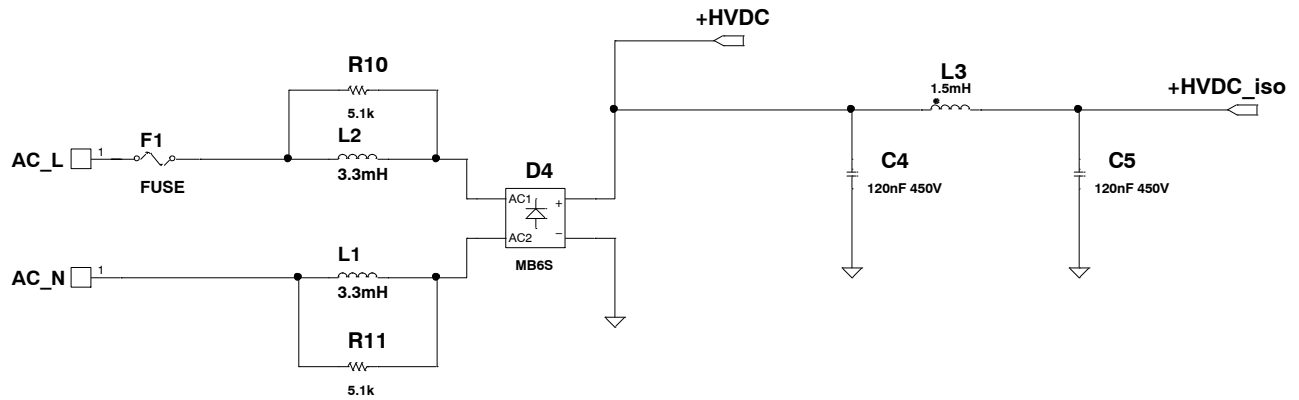 +HVDC
R10
5.1k
L2
3.3mH
L3
1.5mH
+HVDC_iso
AC_L
1
F1
FUSE
C4
120nF 450V
C5
120nF 450V
D4
AC1
+
AC2
−
MB6S
AC_N
1
L1
3.3mH
R11
5.1k